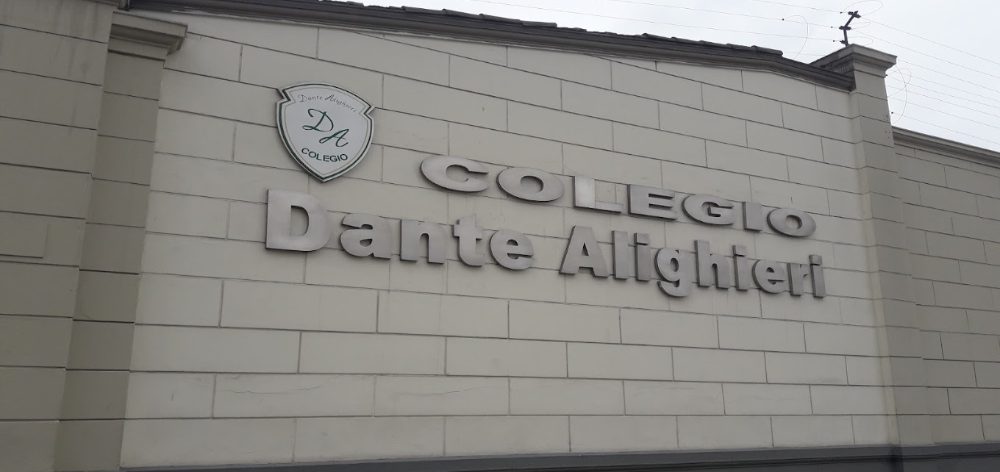 Dante Alighieri
DA
COLEGIO
COLEGIO
Dante Alighieri